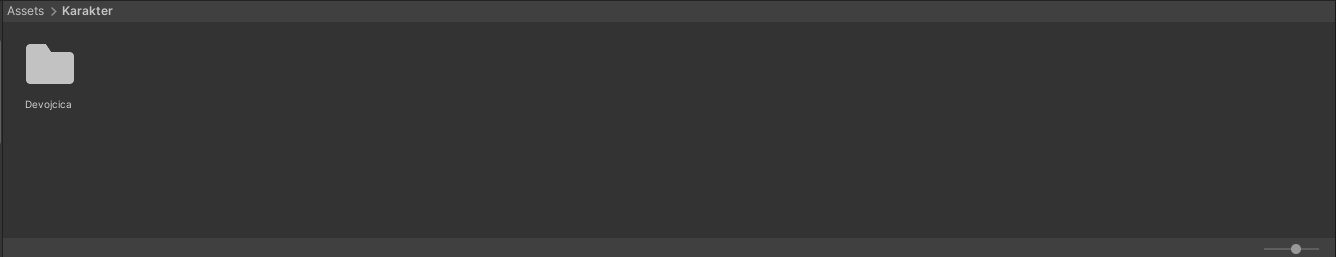 Assets > Karakter
Devojcica